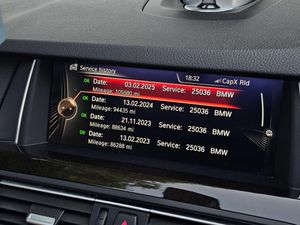 Service history
18:32
CapX Rld
OK Date: 03.02.2025 Service: 25036 BMW
Mileage: 105680 mi
OK Date: 13.02.2024 Service: 25036 BMW
Mileage: 94435 mi
OK Date: 21.11.2023 Service: 25036 BMW
Mileage: 88634 mi
OK Date: 13.02.2023 Service: 25036 BMW
Mileage: 86288 mi